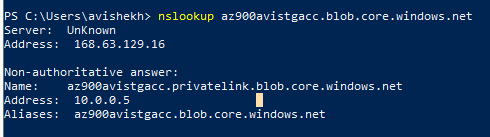 PS C:\Users\avishekh> nslookup az900avistgacc.blob.core.windows.net
Server:  UnKnown
Address:  168.63.129.16

Non-authoritative answer:
Name:    az900avistgacc.privatelink.blob.core.windows.net
Address:  10.0.0.5
Aliases:  az900avistgacc.blob.core.windows.net